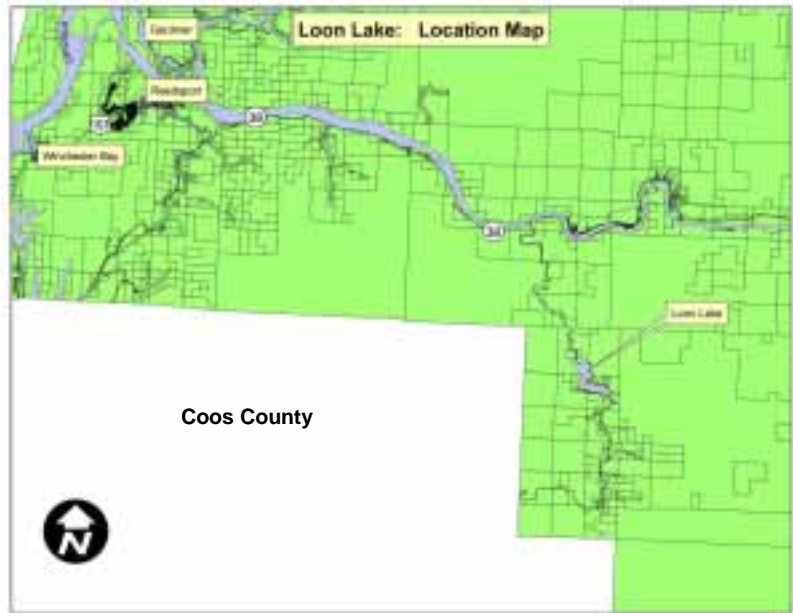 Loon Lake: Location Map
Gardiner
Reedsport
38
101
Winchester Bay
38
Loon Lake
Coos County
N